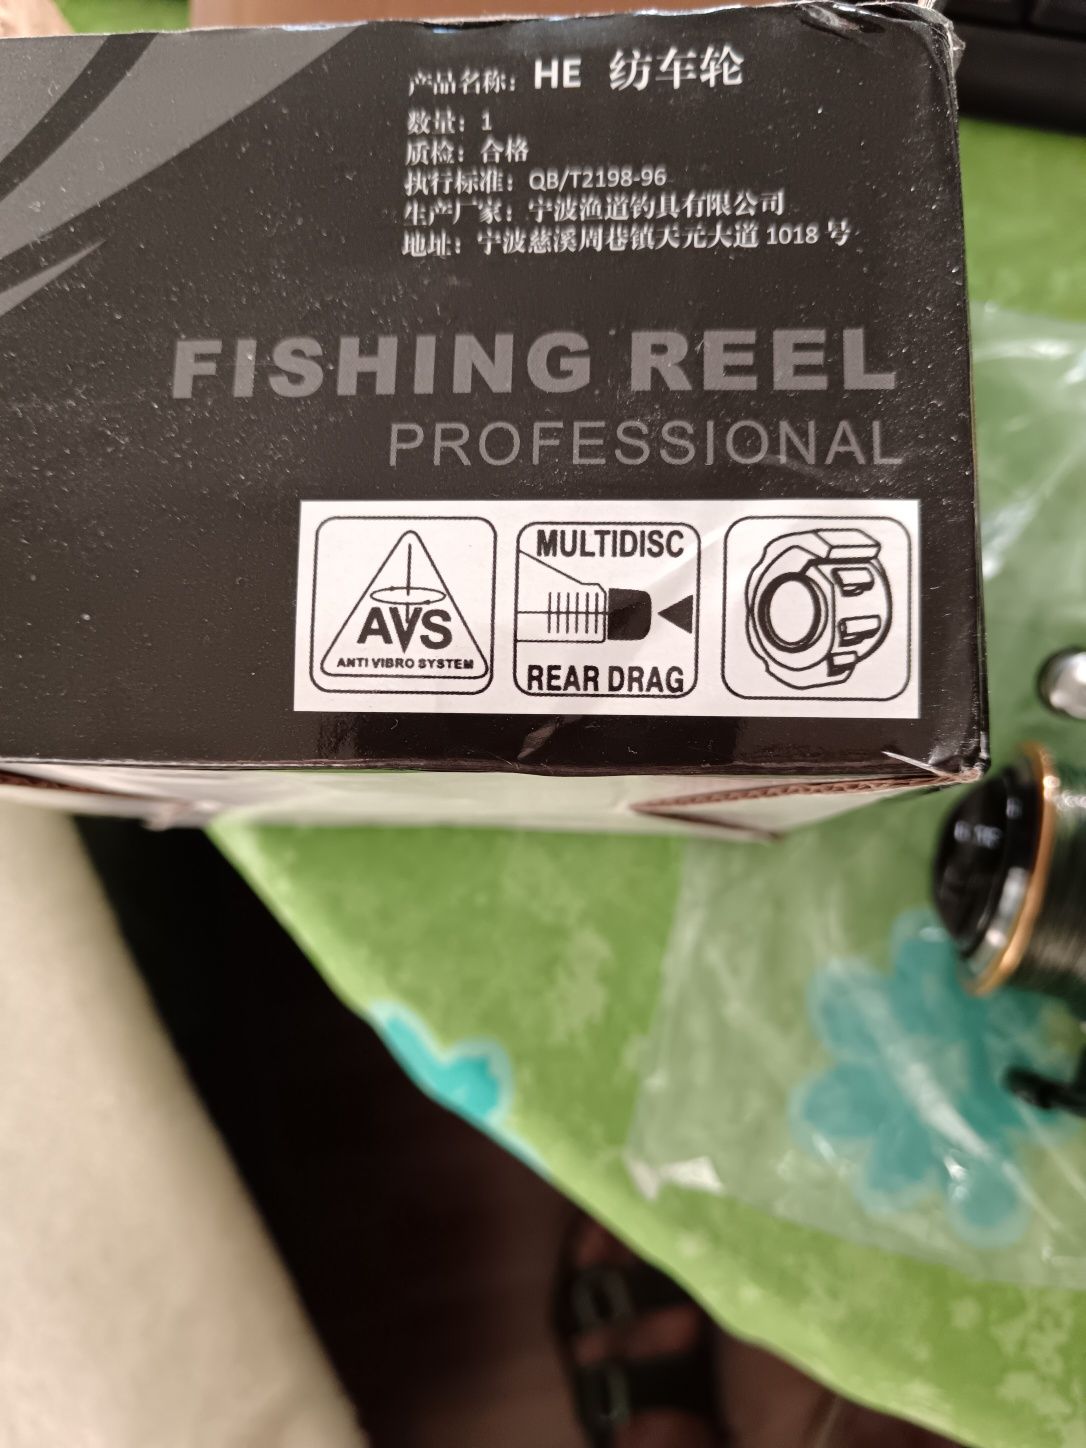 产品名称：HE 纺车轮
数量：1
质检：合格
执行标准：QB/T2198-96
生产厂家：宁波渔道钓具有限公司
地址：宁波慈溪周巷镇天元大道 1018 号
FISHING REEL
PROFESSIONAL
AVS
ANTI VIBRO SYSTEM
MULTIDISC
REAR DRAG